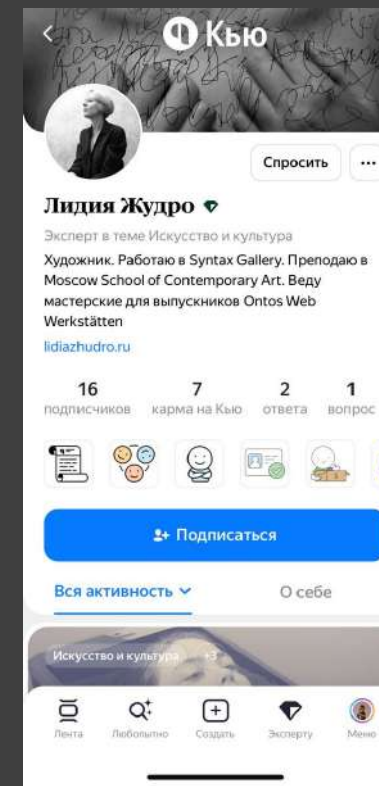 Кью
Спросить ...
Лидия Жудро
Эксперт в теме Искусство и культура
Художник. Работаю в Syntax Gallery. Преподаю в
Moscow School of Contemporary Art. Веду
мастерские для выпускников Ontos Web
Werkstätten
lidiazhudro.ru
16 7 2 1
подписчиков карма на Кью ответа вопрос
Подписаться
Вся активность О себе
Искусство и культура +3
Лента Любопытно Создать Эксперту Меню